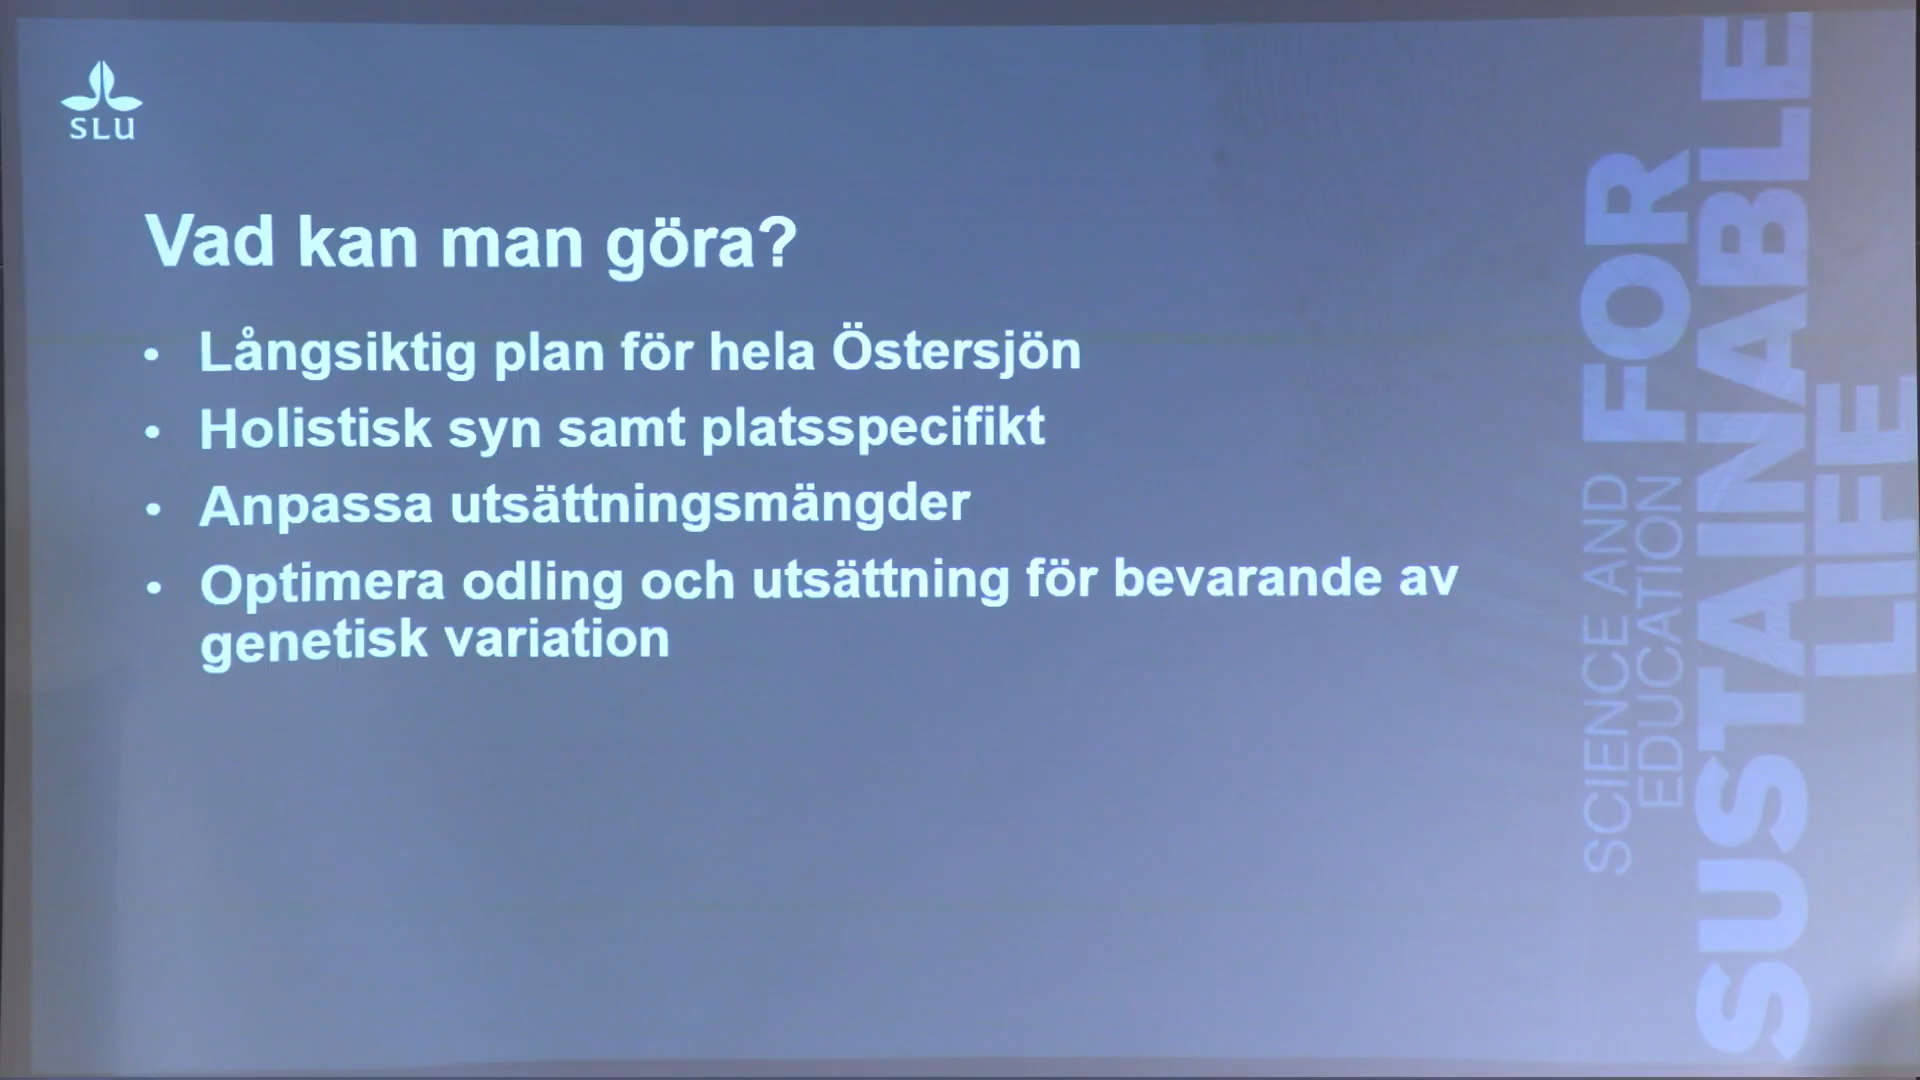 SLU
Vad kan man göra?
• Långsiktig plan för hela Östersjön
• Holistisk syn samt platsspecifikt
• Anpassa utsättningsmängder
• Optimera odling och utsättning för bevarande av
genetisk variation
SCIENCE AND
EDUCATION FOR
SUSTAINABLE
LIFE